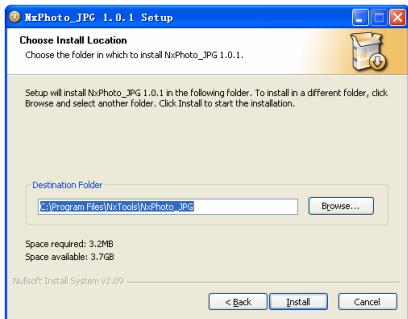 NxPhoto_JPG 1.0.1 Setup
Choose Install Location
Choose the folder in which to install NxPhoto_JPG 1.0.1.
Setup will install NxPhoto_JPG 1.0.1 in the following folder. To install in a different folder, click
Browse and select another folder. Click Install to start the installation.
Destination Folder
C:\Program Files\NxTools\NxPhoto_JPG
Browse...
Space required: 3.2MB
Space available: 3.7GB
Nullsoft Install System v2.09
< Back
Install
Cancel